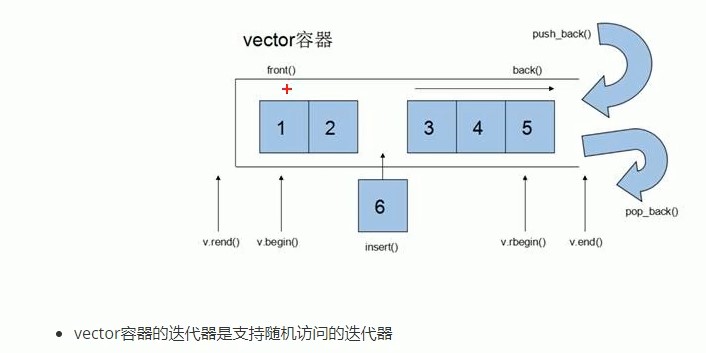 vector容器
push_back()
front()
back()
1 2 3 4 5
6
pop_back()
v.rend() v.begin() insert() v.rbegin() v.end()
• vector容器的迭代器是支持随机访问的迭代器